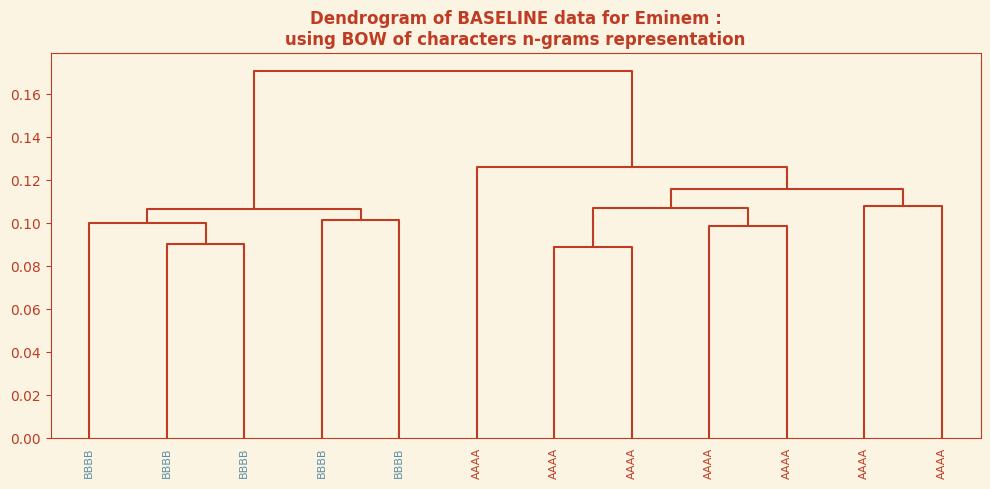 Dendrogram of BASELINE data for Eminem :
using BOW of characters n-grams representation
0.16
0.14
0.12
0.10
0.08
0.06
0.04
0.02
0.00
BBBB
BBBB
BBBB
BBBB
BBBB
AAAA
AAAA
AAAA
AAAA
AAAA
AAAA
AAAA